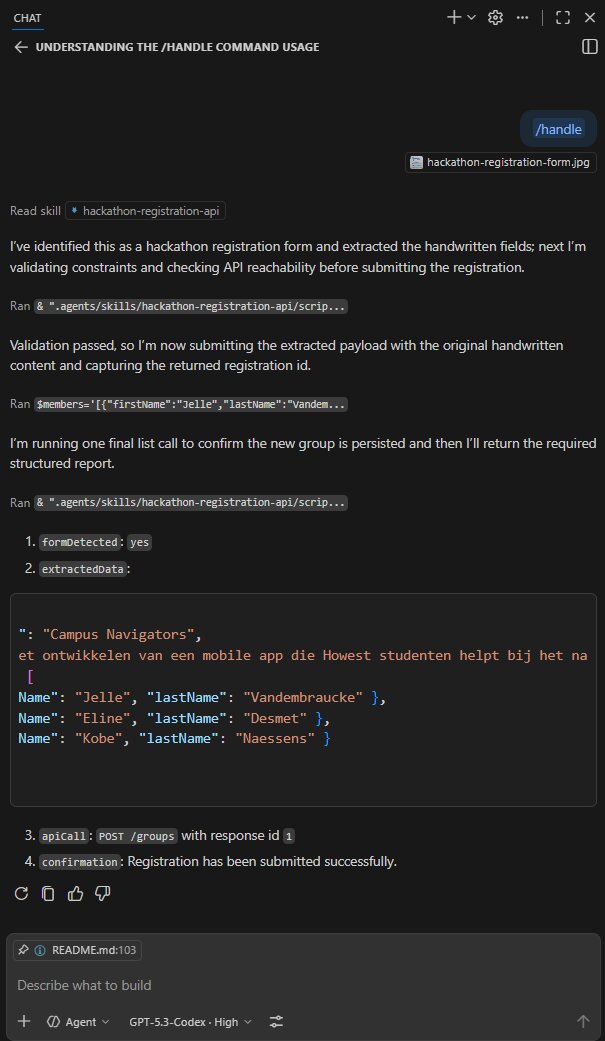 CHAT
UNDERSTANDING THE /HANDLE COMMAND USAGE
/handle
hackathon-registration-form.jpg
Read skill hackathon-registration-api
I've identified this as a hackathon registration form and extracted the handwritten fields; next I'm
validating constraints and checking API reachability before submitting the registration.
Ran & ".agents/skills/hackathon-registration-api/scrip...
Validation passed, so I'm now submitting the extracted payload with the original handwritten
content and capturing the returned registration id.
Ran $members='[{"firstName":"Jelle","lastName":"Vandem...
I'm running one final list call to confirm the new group is persisted and then I'll return the required
structured report.
Ran & ".agents/skills/hackathon-registration-api/scrip...
1. formDetected: yes
2. extractedData:
": "Campus Navigators",
et ontwikkelen van een mobile app die Howest studenten helpt bij het na
[
Name": "Jelle", "lastName": "Vandembraucke" },
Name": "Eline", "lastName": "Desmet" },
Name": "Kobe", "lastName": "Naessens" }
3. apiCall: POST /groups with response id 1
4. confirmation: Registration has been submitted successfully.
README.md:103
Describe what to build
Agent GPT-5.3-Codex · High